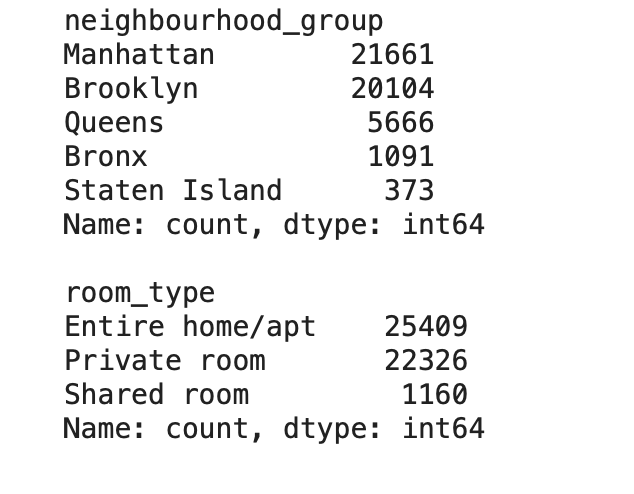 neighbourhood_group
Manhattan        21661
Brooklyn         20104
Queens            5666
Bronx             1091
Staten Island      373
Name: count, dtype: int64

room_type
Entire home/apt    25409
Private room       22326
Shared room         1160
Name: count, dtype: int64